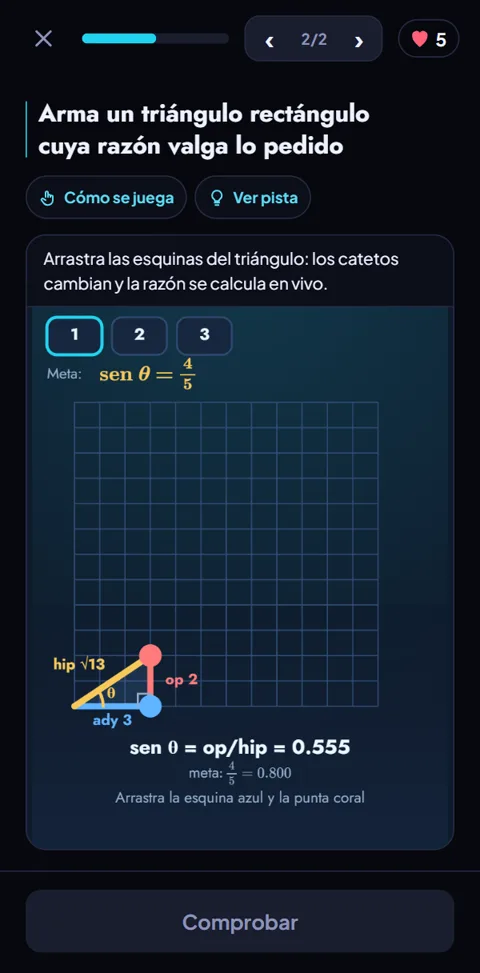 2/2
5
Arma un triángulo rectángulo
cuya razón valga lo pedido
Cómo se juega
Ver pista
Arrastra las esquinas del triángulo: los catetos
cambian y la razón se calcula en vivo.
1 2 3
Meta: sen θ = 4/5
hip √13
θ
op 2
ady 3
sen θ = op/hip = 0.555
meta: 4/5 = 0.800
Arrastra la esquina azul y la punta coral
Comprobar